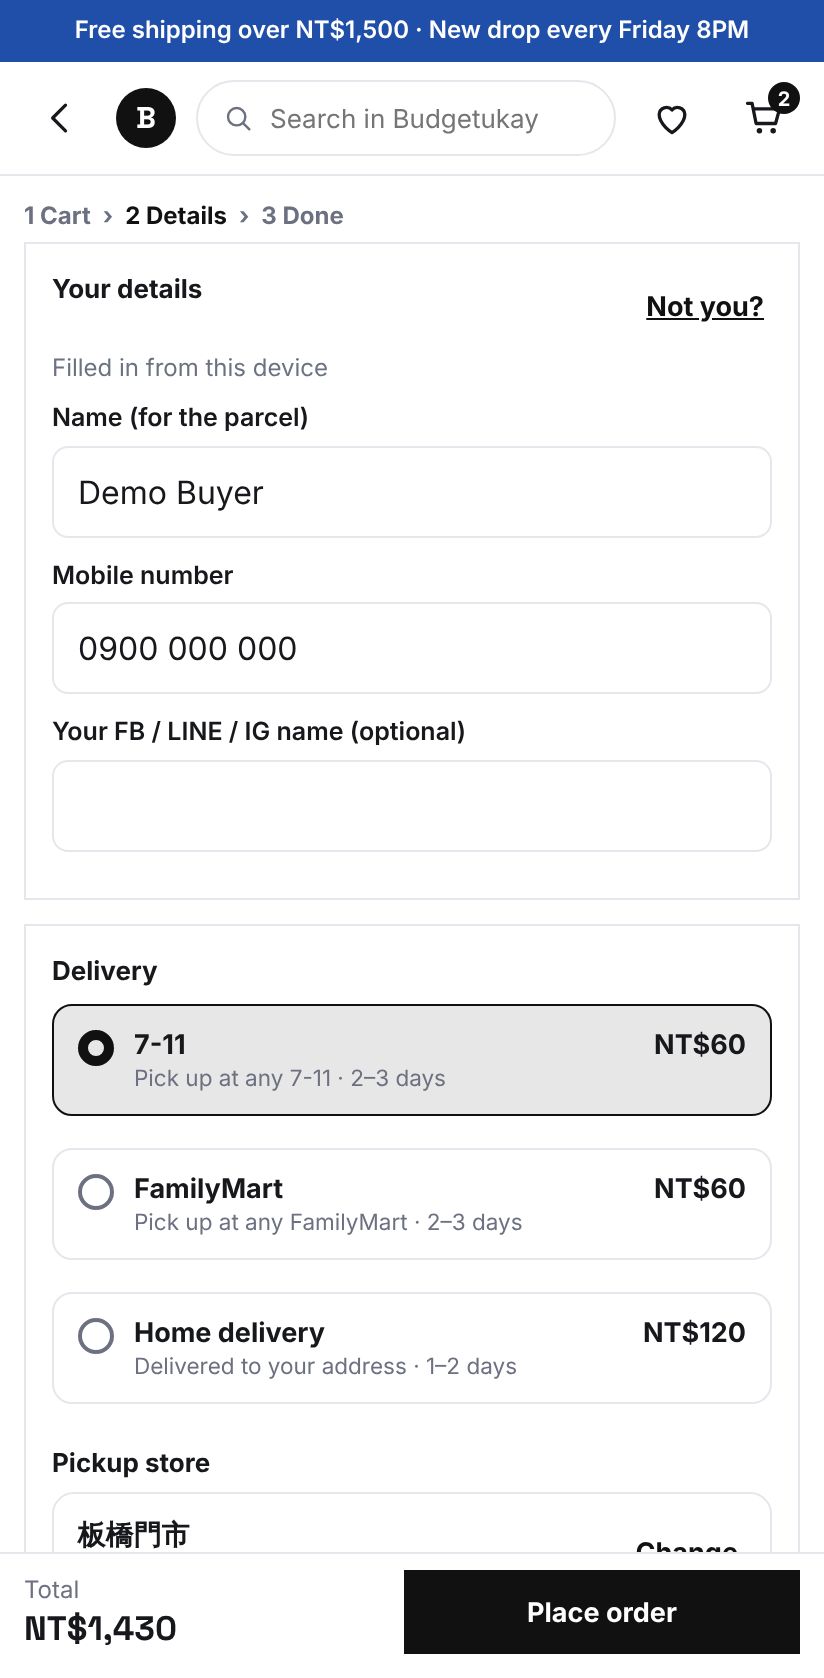 Free shipping over NT$1,500 · New drop every Friday 8PM
B
Search in Budgetukay
2
1 Cart › 2 Details › 3 Done
Your details
Not you?
Filled in from this device
Name (for the parcel)
Demo Buyer
Mobile number
0900 000 000
Your FB / LINE / IG name (optional)
Delivery
7-11 NT$60
Pick up at any 7-11 · 2–3 days
FamilyMart NT$60
Pick up at any FamilyMart · 2–3 days
Home delivery NT$120
Delivered to your address · 1–2 days
Pickup store
板橋門市
Change
Total
NT$1,430
Place order